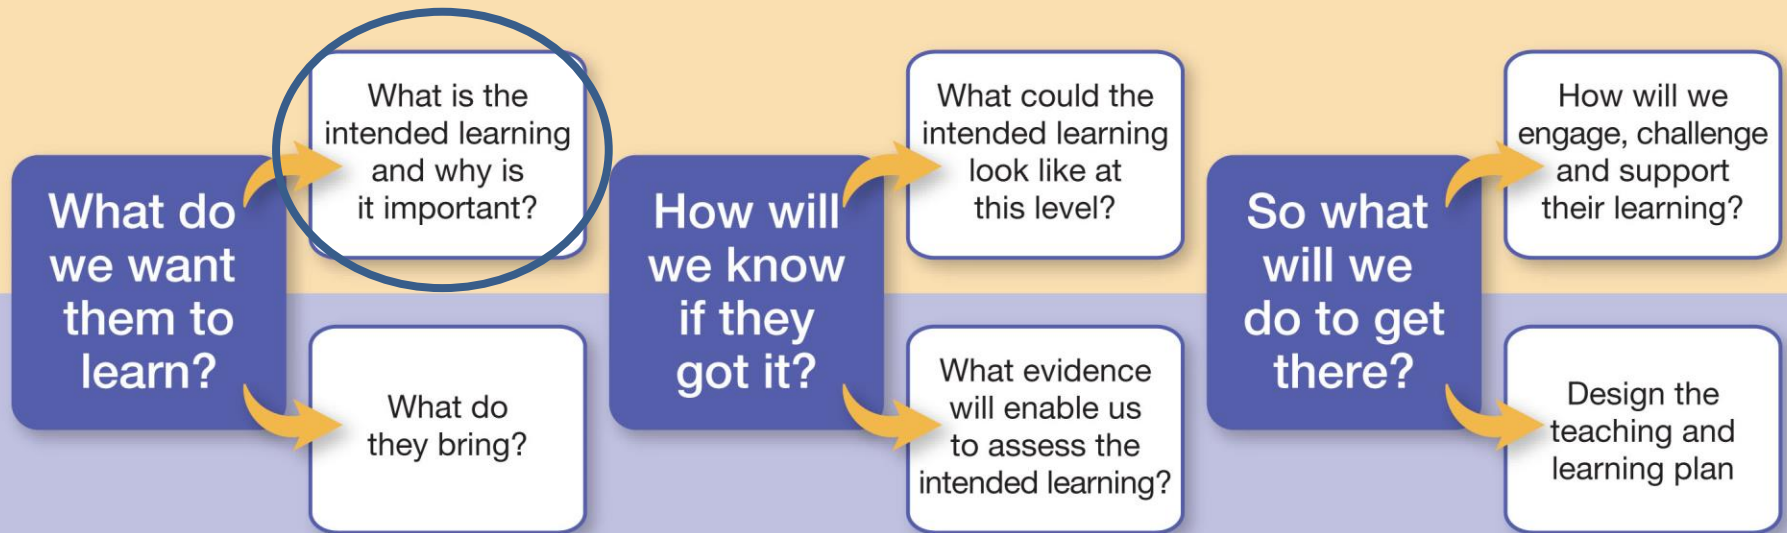 What do
we want
them to
learn?
What is the
intended learning
and why is
it important?
What do
they bring?
How will
we know
if they
got it?
What could the
intended learning
look like at
this level?
What evidence
will enable us
to assess the
intended learning?
So what
will we
do to get
there?
How will we
engage, challenge
and support
their learning?
Design the
teaching and
learning plan